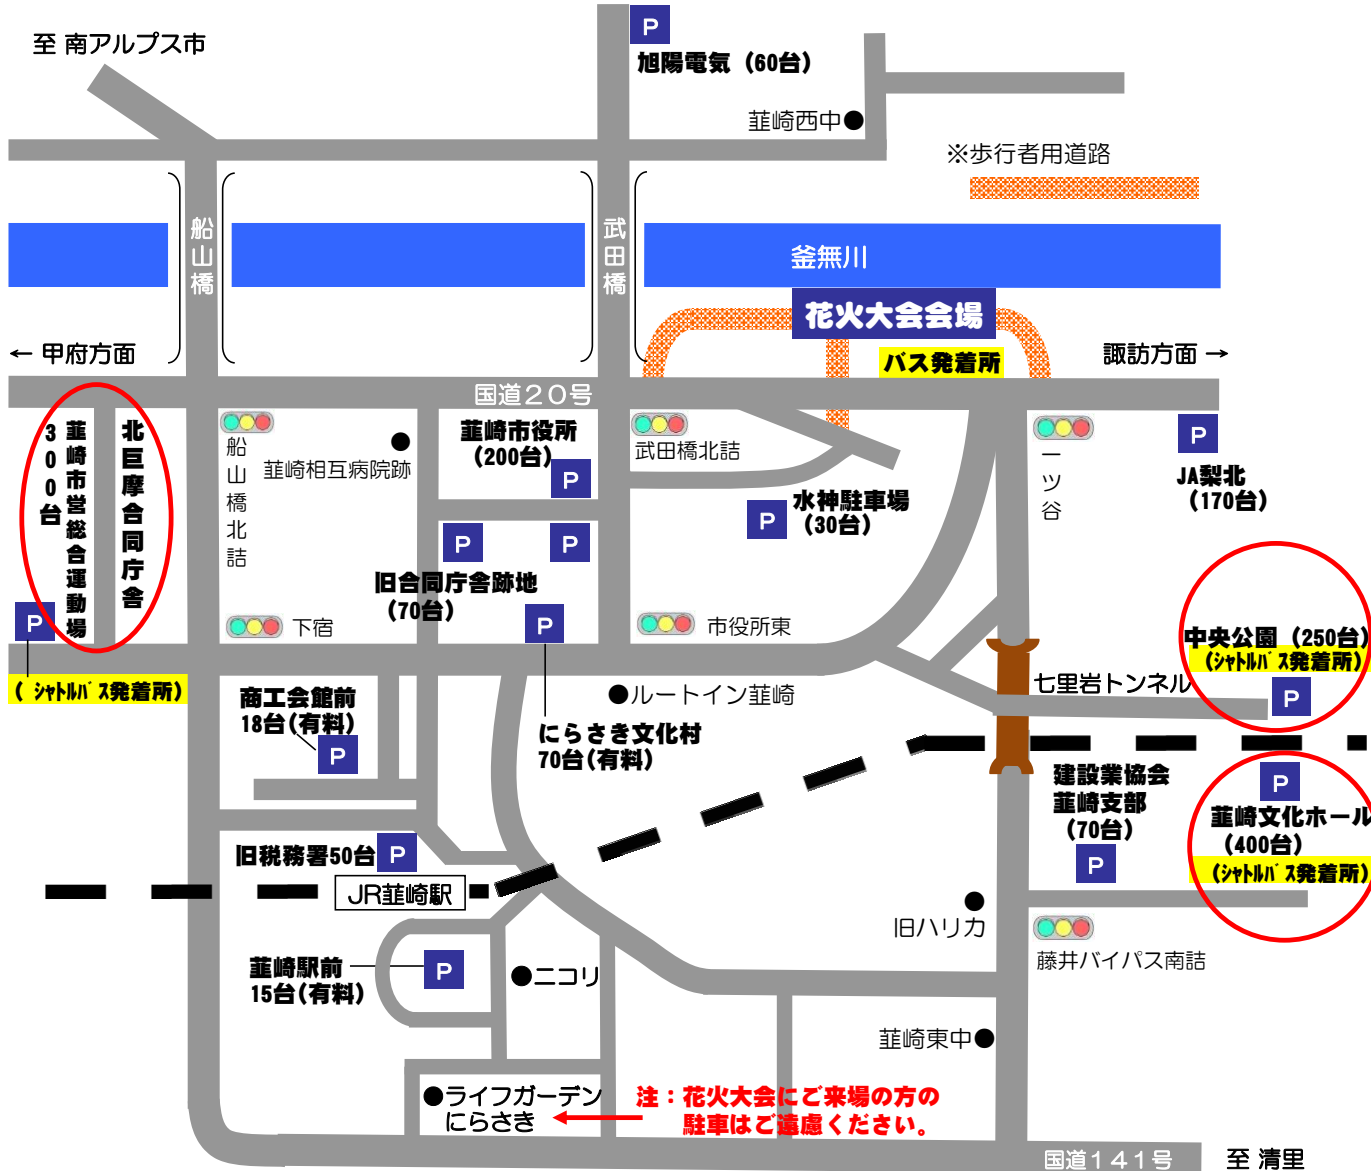 至 南アルプス市
P
旭陽電気（60台）
韮崎西中●
※歩行者用道路
船山橋
武田橋
釜無川
花火大会会場
← 甲府方面
バス発着所
諏訪方面 →
国道２０号
北巨摩合同庁舎
韮崎市営総合運動場
３００台
P
(ｼｬﾄﾙﾊﾞｽ発着所)
船山橋北詰
●
韮崎相互病院跡
韮崎市役所
(200台)
P
武田橋北詰
一ツ谷
P
JA梨北
(170台)
P
水神駐車場
(30台)
P
P
旧合同庁舎跡地
(70台)
P
下宿
市役所東
中央公園（250台)
(ｼｬﾄﾙﾊﾞｽ発着所)
P
七里岩トンネル
●ルートイン韮崎
商工会館前
18台(有料)
P
にらさき文化村
70台(有料)
建設業協会
韮崎支部
(70台)
P
P
韮崎文化ホール
(400台)
(ｼｬﾄﾙﾊﾞｽ発着所)
旧税務署50台
P
JR韮崎駅
●
旧ハリカ
藤井バイパス南詰
韮崎駅前
15台(有料)
P
●ニコリ
韮崎東中●
●ライフガーデン
にらさき
注：花火大会にご来場の方の
駐車はご遠慮ください。
国道１４１号
至 清里